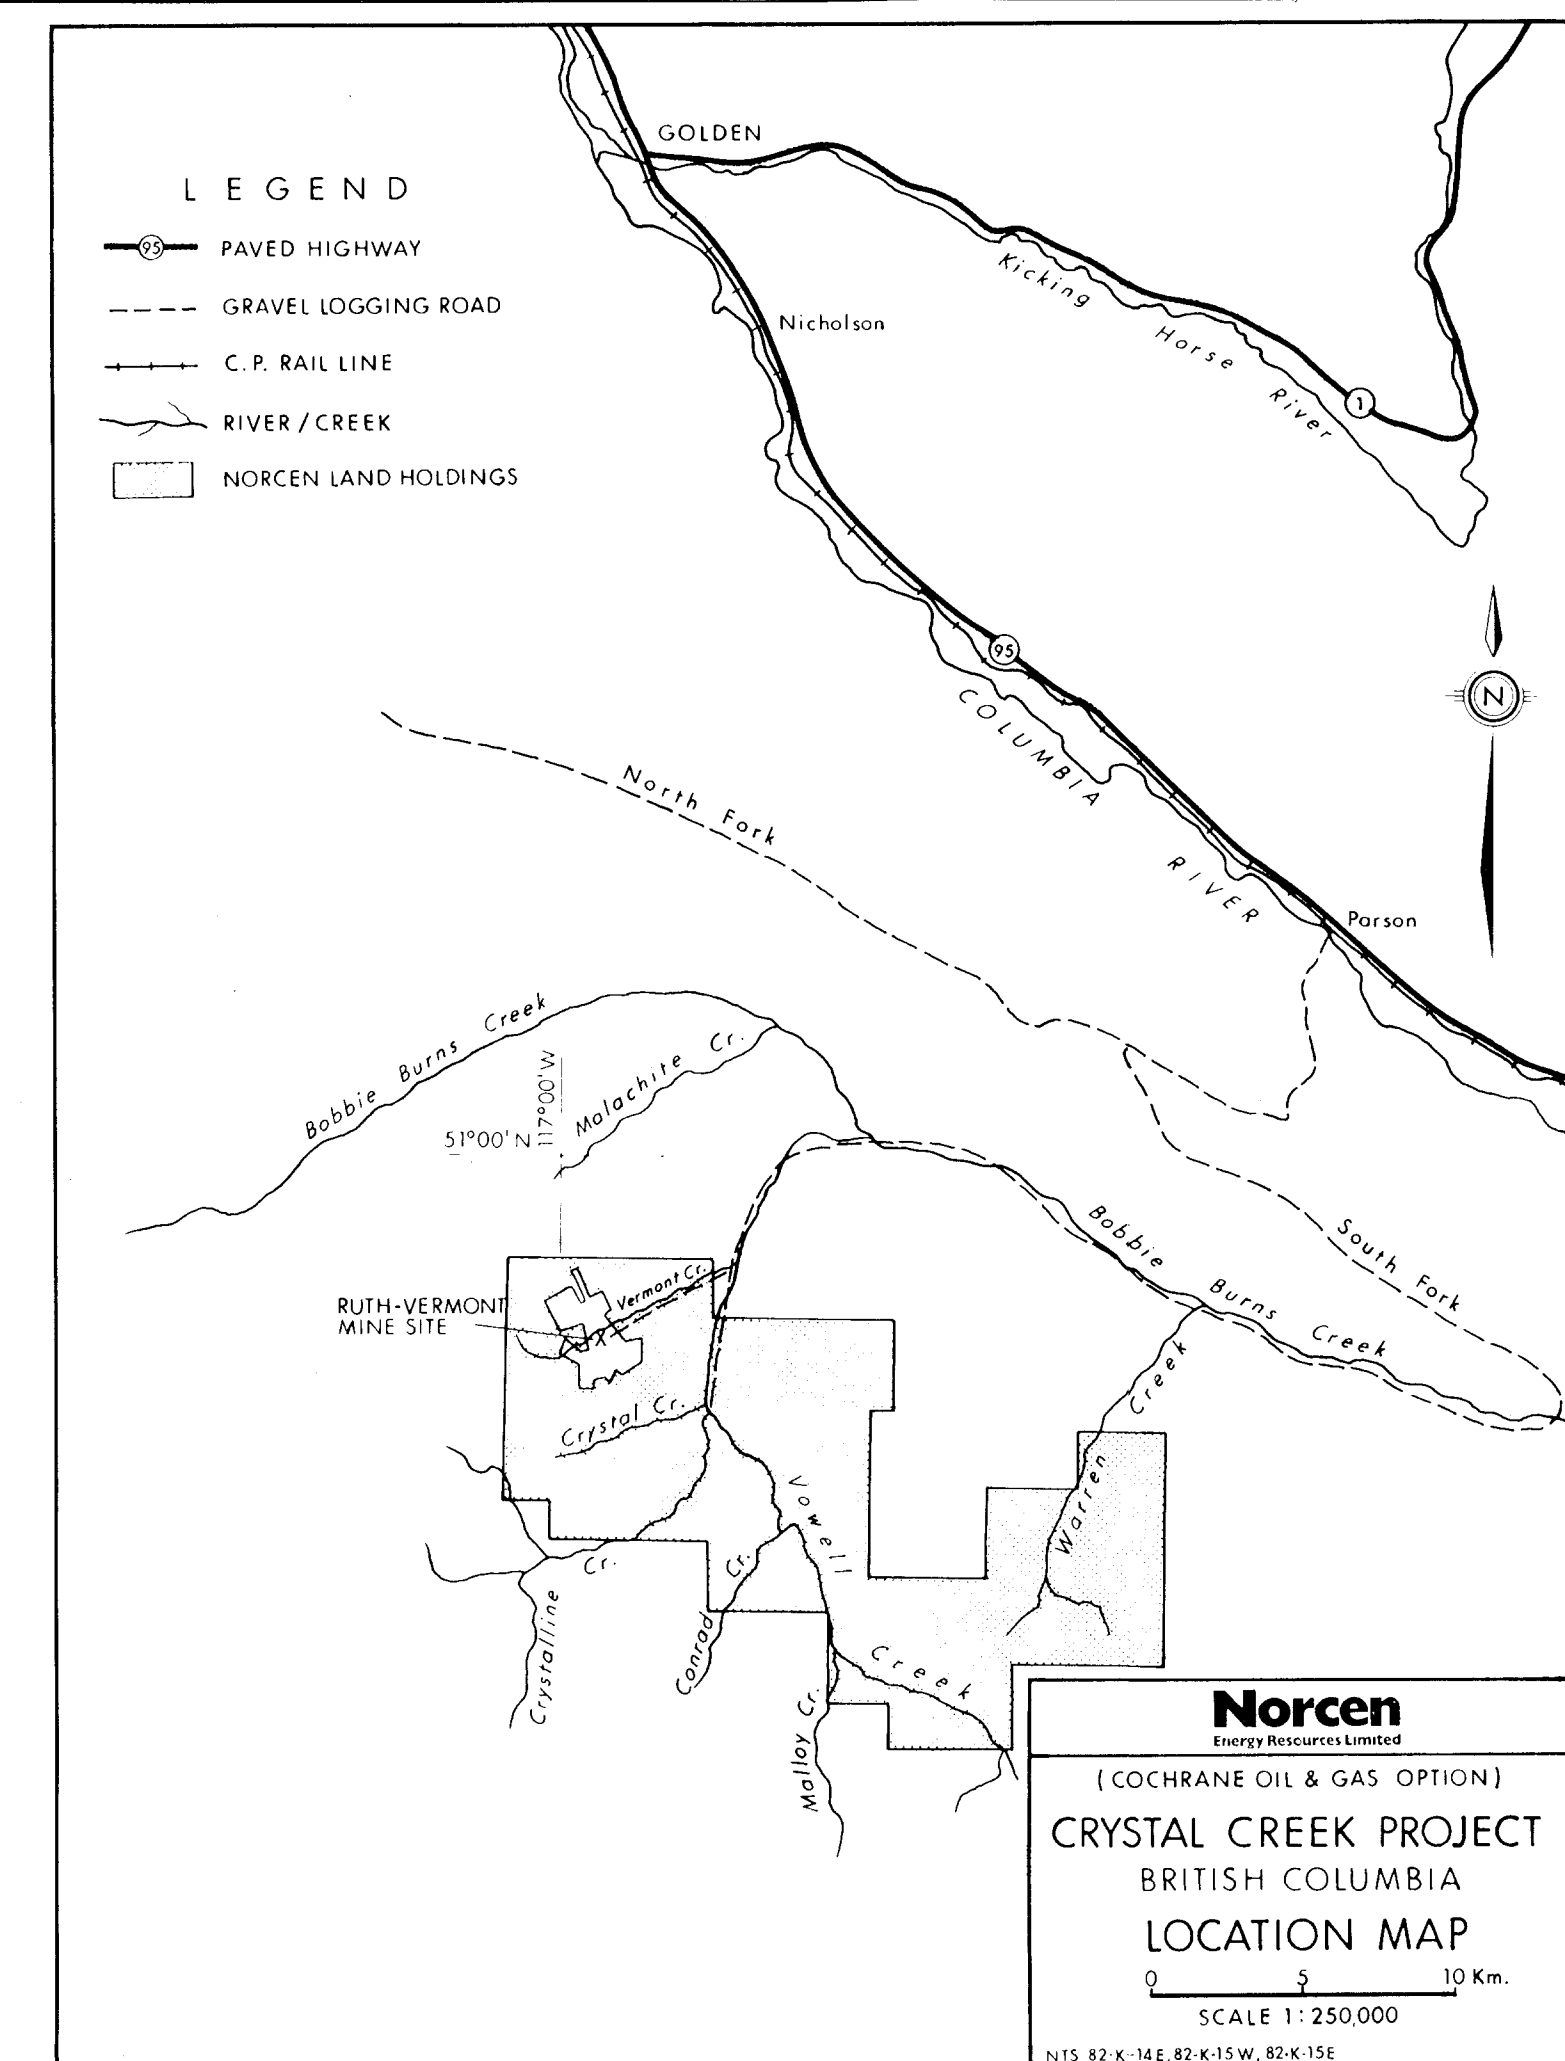 GOLDEN
LEGEND
95 PAVED HIGHWAY
GRAVEL LOGGING ROAD
C.P. RAIL LINE
RIVER / CREEK
NORCEN LAND HOLDINGS
Nicholson
Kicking Horse River
1
95
N
COLUMBIA RIVER
North Fork
Parson
Bobbie Burns Creek
Malachite Cr.
117°00'W
51°00'N
Bobbie Burns Creek
South Fork
RUTH-VERMONT
MINE SITE
Vermont Cr.
Crystal Cr.
Warren Creek
Vowell Creek
Crystalline Cr.
Conrad Cr.
Malloy Cr.
Norcen
Energy Resources Limited
(COCHRANE OIL & GAS OPTION)
CRYSTAL CREEK PROJECT
BRITISH COLUMBIA
LOCATION MAP
0 5 10 Km.
SCALE 1:250,000
NTS 82-K-14E, 82-K-15W, 82-K-15E